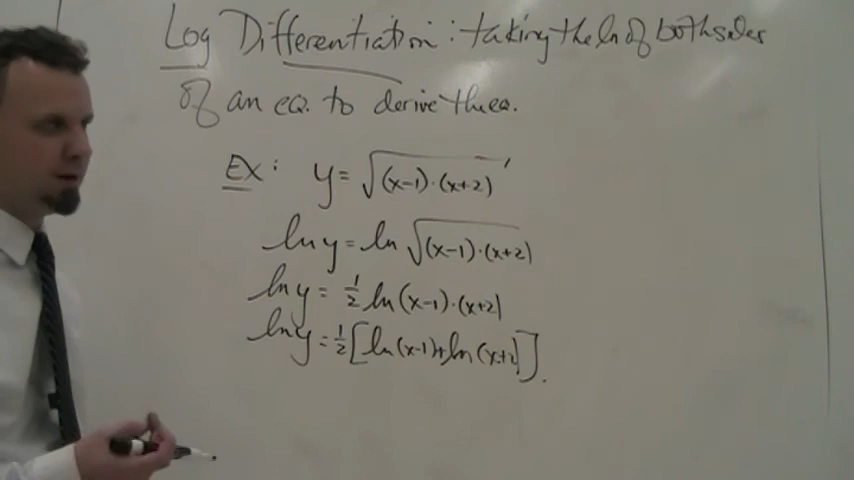 Log Differentiation: taking the ln of both sides
of an eq. to derive the eq.
Ex: y=√(x-1)·(x+2)
ln y = ln √(x-1)·(x+2)
ln y = 1/2 ln(x-1)·(x+2)
ln y = 1/2 [ln(x-1)+ln(x+2)].